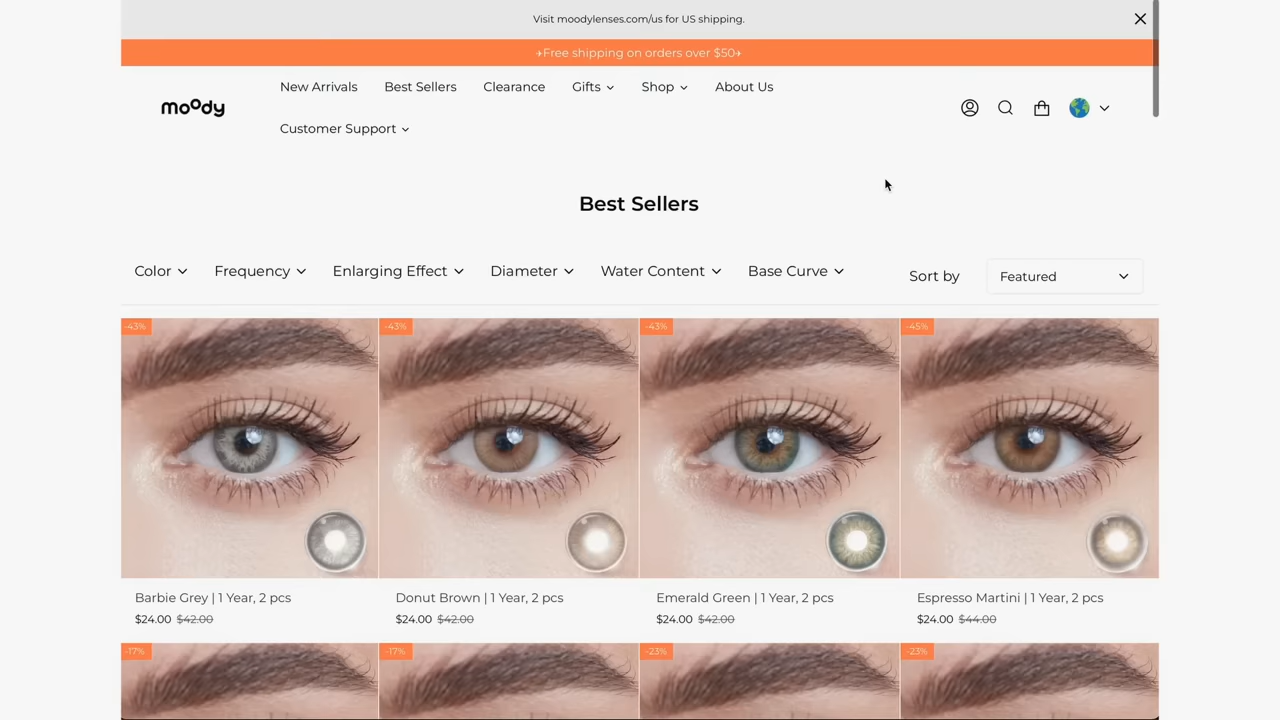 Visit moodylenses.com/us for US shipping.
✈Free shipping on orders over $50✈
New Arrivals Best Sellers Clearance Gifts Shop About Us
moody
Customer Support
Best Sellers
Color Frequency Enlarging Effect Diameter Water Content Base Curve
Sort by Featured
-43% -43% -43% -45%
Barbie Grey | 1 Year, 2 pcs Donut Brown | 1 Year, 2 pcs Emerald Green | 1 Year, 2 pcs Espresso Martini | 1 Year, 2 pcs
$24.00 $42.00 $24.00 $42.00 $24.00 $42.00 $24.00 $44.00
-17% -17% -23% -23%